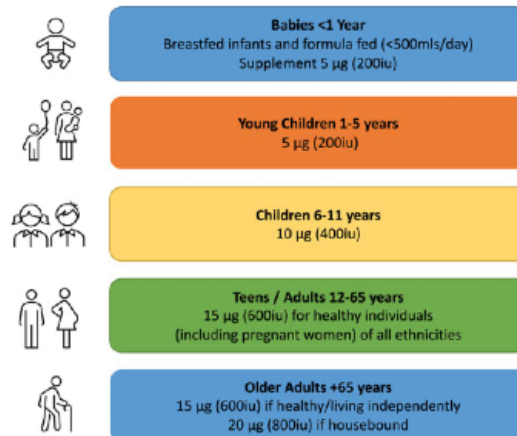 Babies <1 Year
Breastfed infants and formula fed (<500mls/day)
Supplement 5 µg (200iu)
Young Children 1-5 years
5 µg (200iu)
Children 6-11 years
10 µg (400iu)
Teens / Adults 12-65 years
15 µg (600iu) for healthy individuals
(including pregnant women) of all ethnicities
Older Adults +65 years
15 µg (600iu) if healthy/living independently
20 µg (800iu) if housebound